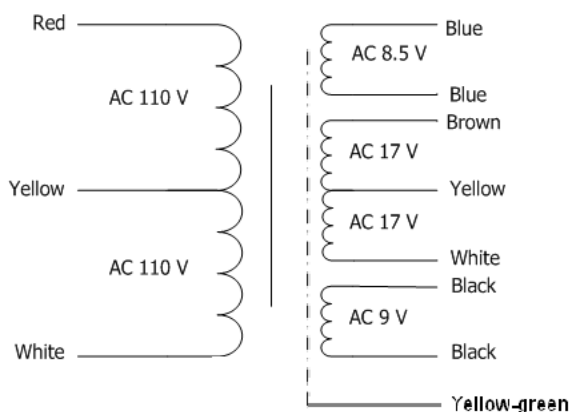 Red
AC 110 V
Yellow
AC 110 V
White
Blue
AC 8.5 V
Blue
Brown
AC 17 V
Yellow
AC 17 V
White
Black
AC 9 V
Black
Yellow-green